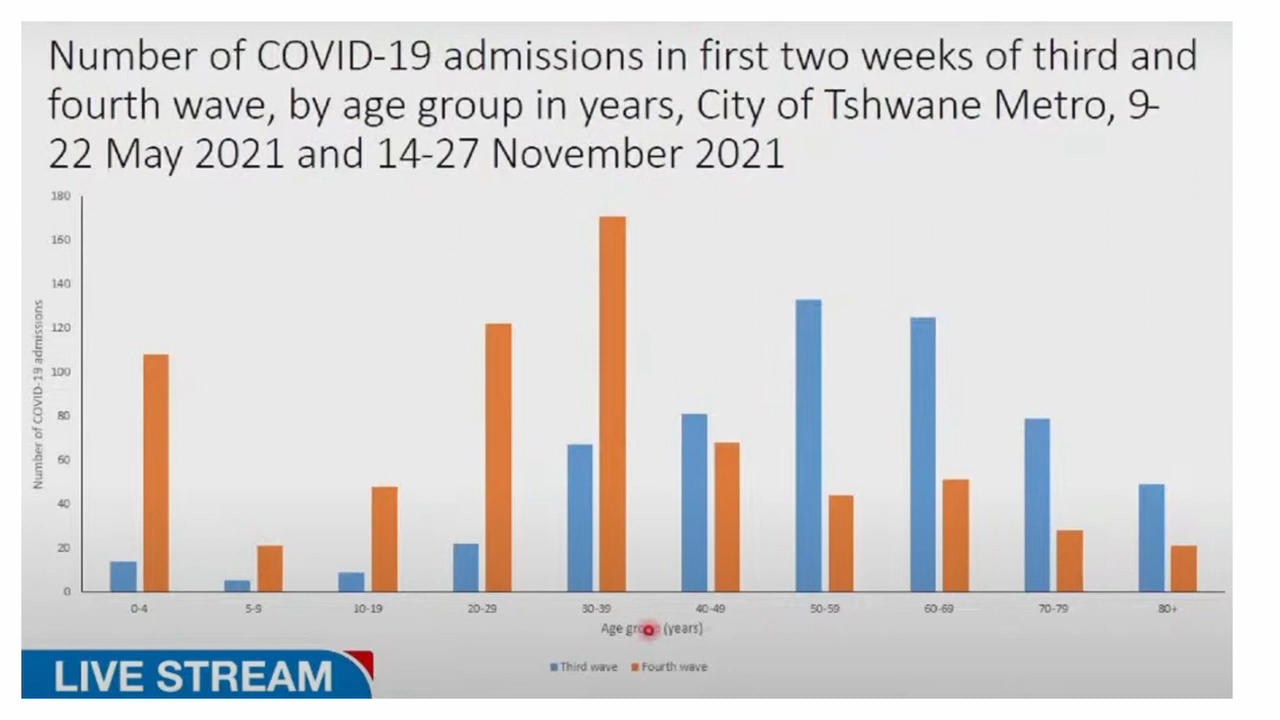 Number of COVID-19 admissions in first two weeks of third and
fourth wave, by age group in years, City of Tshwane Metro, 9-
22 May 2021 and 14-27 November 2021
180
160
140
120
100
80
60
40
20
0
Number of COVID-19 admissions
0-4 5-9 10-19 20-29 30-39 40-49 50-59 60-69 70-79 80+
Age group (years)
Third wave Fourth wave
LIVE STREAM